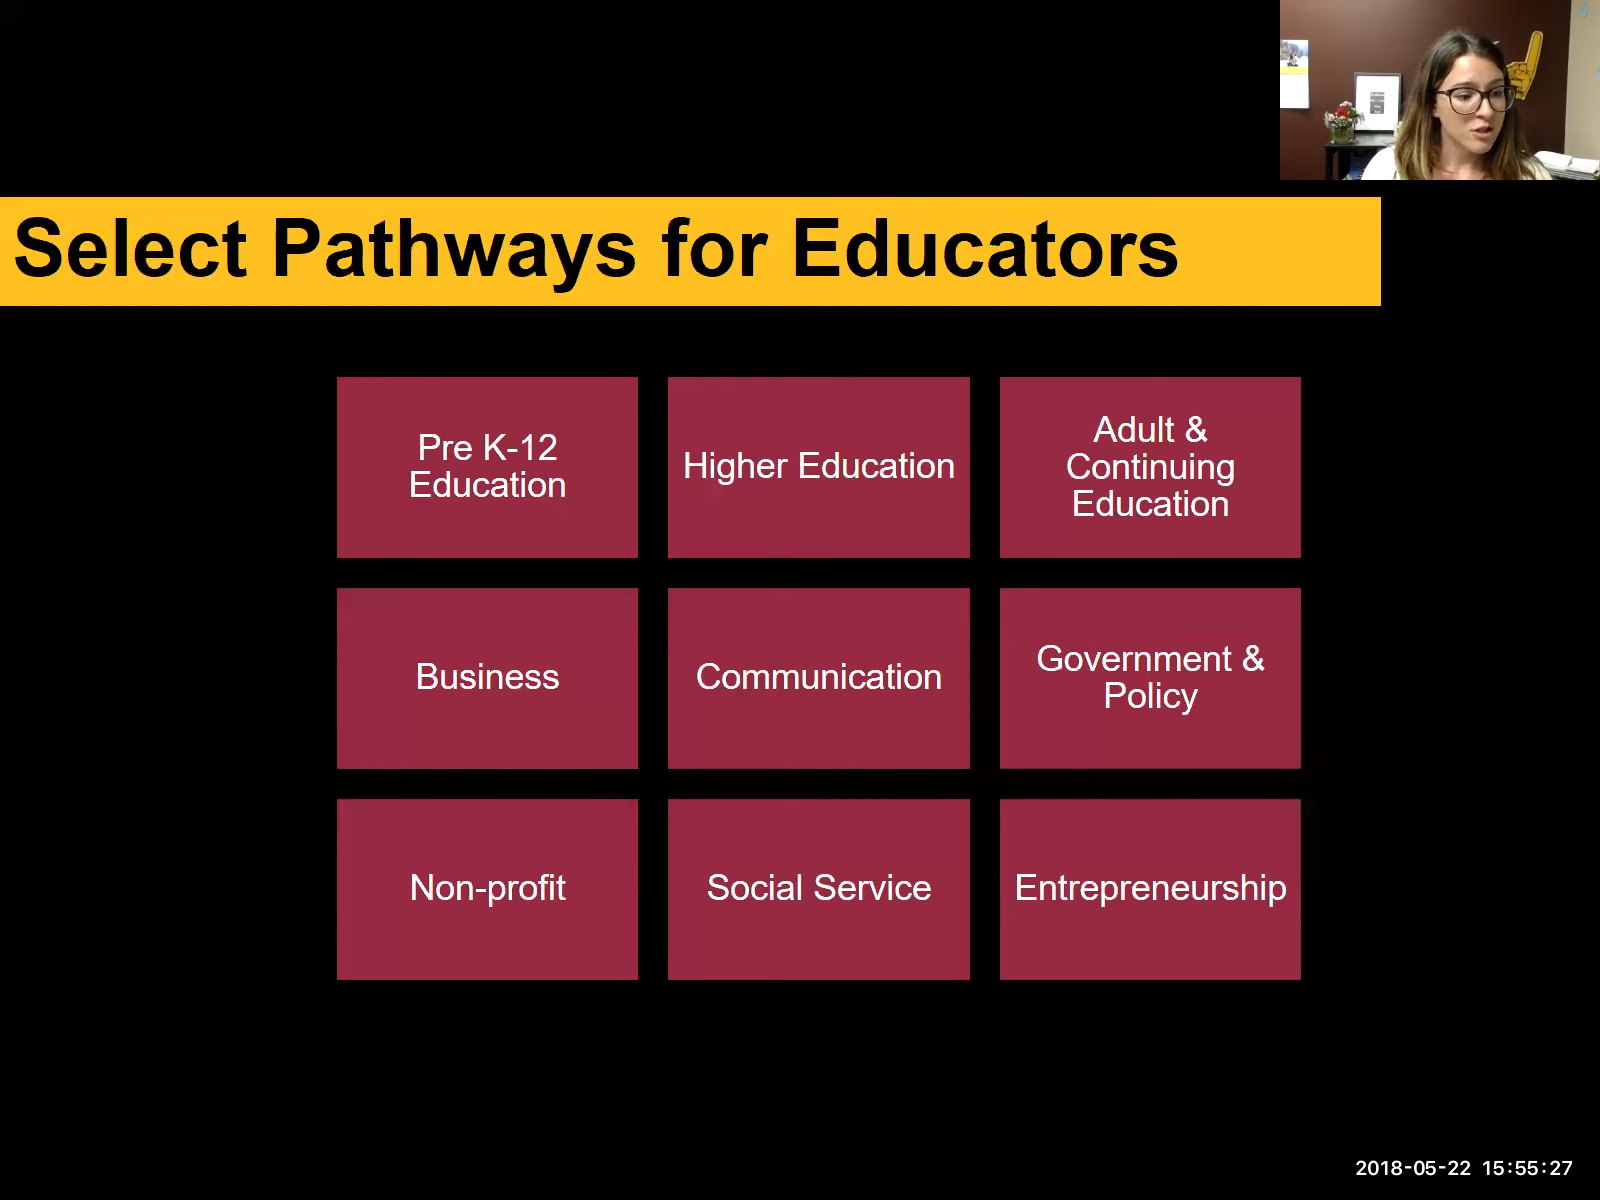 Select Pathways for Educators
Pre K-12
Education
Higher Education
Adult &
Continuing
Education
Business
Communication
Government &
Policy
Non-profit
Social Service
Entrepreneurship
2018-05-22 15:55:27